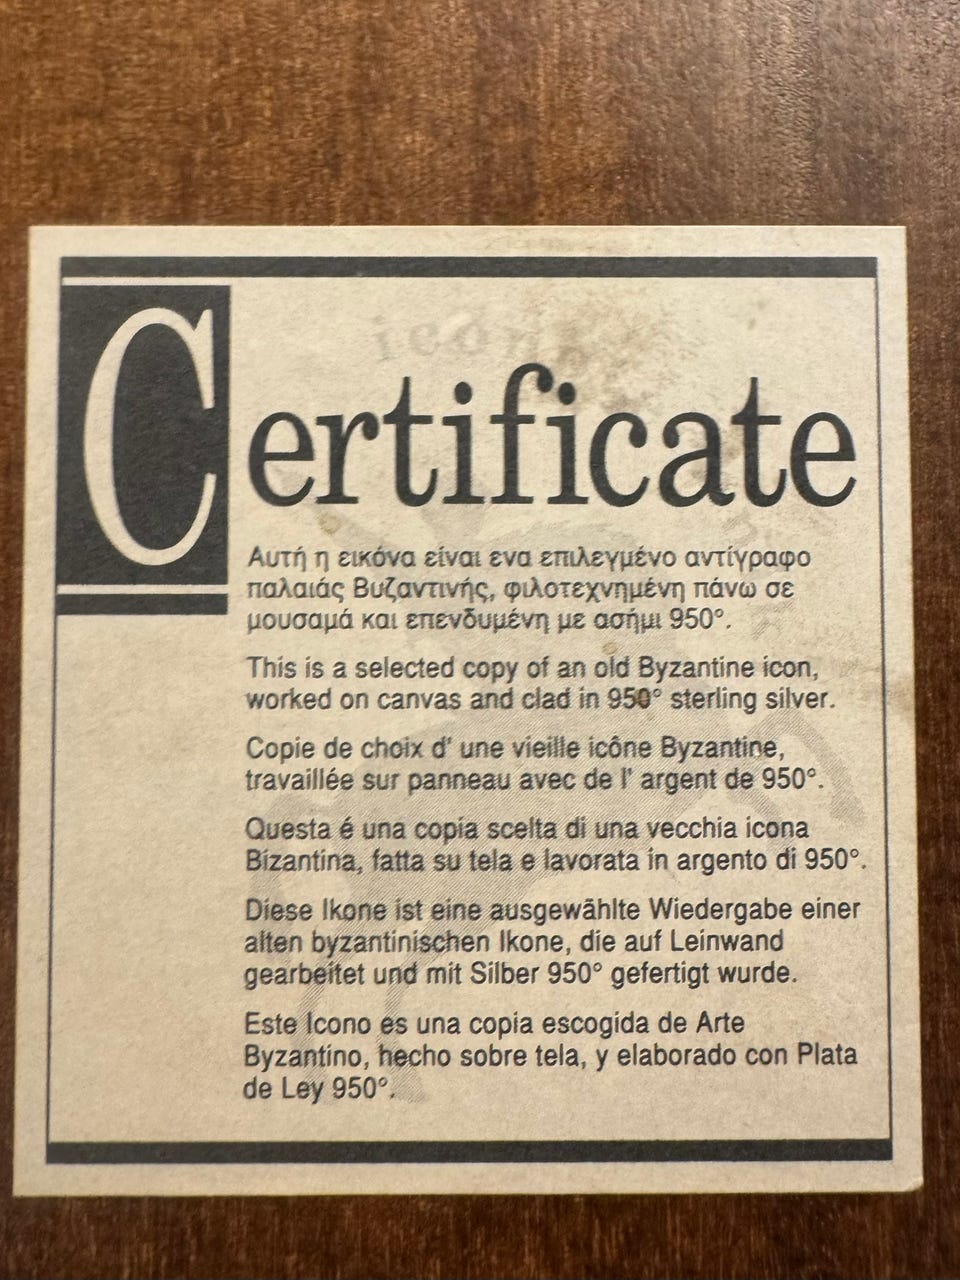 icons
Certificate
Αυτή η εικόνα είναι ενα επιλεγμένο αντίγραφο
παλαιάς Βυζαντινής, φιλοτεχνημένη πάνω σε
μουσαμά και επενδυμένη με ασήμι 950°.
This is a selected copy of an old Byzantine icon,
worked on canvas and clad in 950° sterling silver.
Copie de choix d' une vieille icône Byzantine,
travaillée sur panneau avec de l' argent de 950°.
Questa é una copia scelta di una vecchia icona
Bizantina, fatta su tela e lavorata in argento di 950°.
Diese Ikone ist eine ausgewählte Wiedergabe einer
alten byzantinischen Ikone, die auf Leinwand
gearbeitet und mit Silber 950° gefertigt wurde.
Este Icono es una copia escogida de Arte
Byzantino, hecho sobre tela, y elaborado con Plata
de Ley 950°.